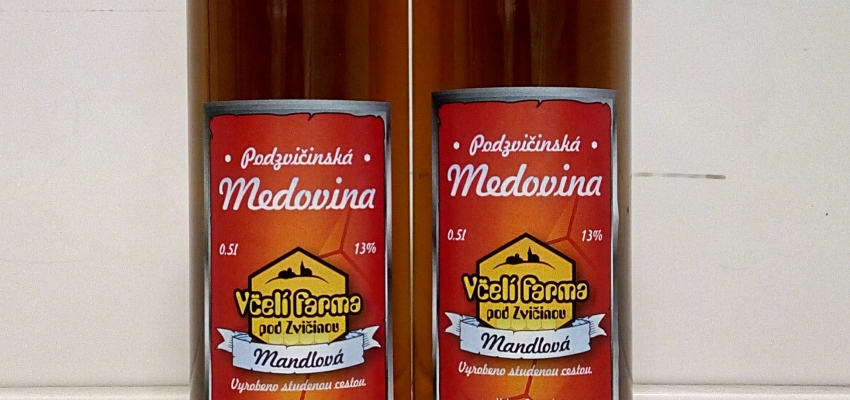 • Podzvičinská •
Medovina
0.5l 13%
Včelí farma
pod Zvičinou
Mandlová
Vyrobeno studenou cestou
• Podzvičinská •
Medovina
0.5l 13%
Včelí farma
pod Zvičinou
Mandlová
Vyrobeno studenou cestou